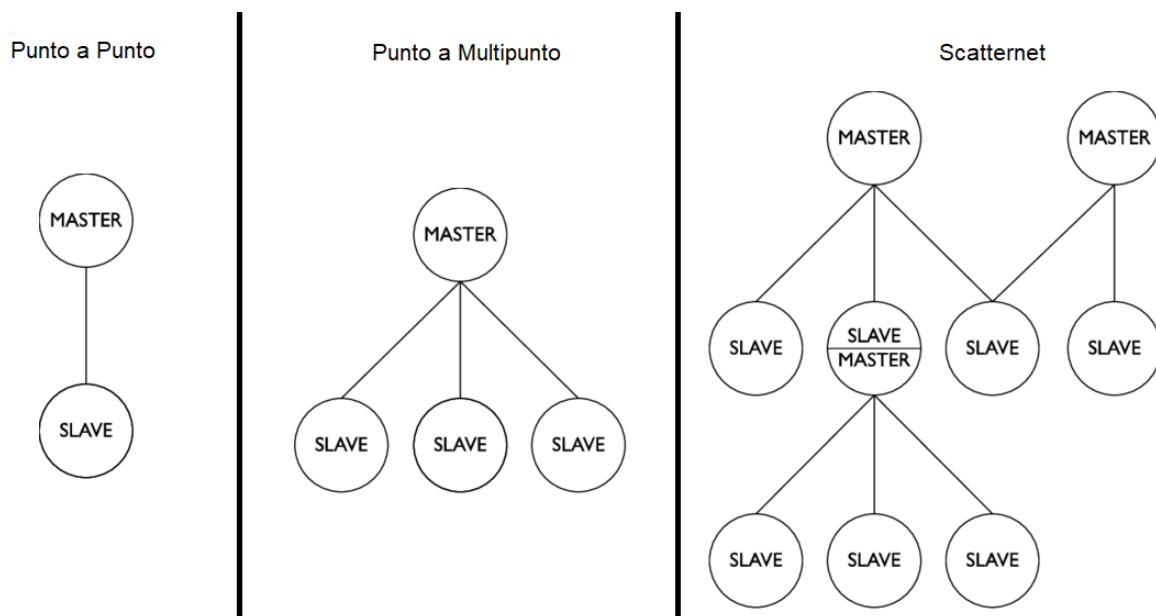 Punto a Punto
MASTER
SLAVE
Punto a Multipunto
MASTER
SLAVE SLAVE SLAVE
Scatternet
MASTER MASTER
SLAVE SLAVE SLAVE SLAVE
MASTER
SLAVE SLAVE SLAVE